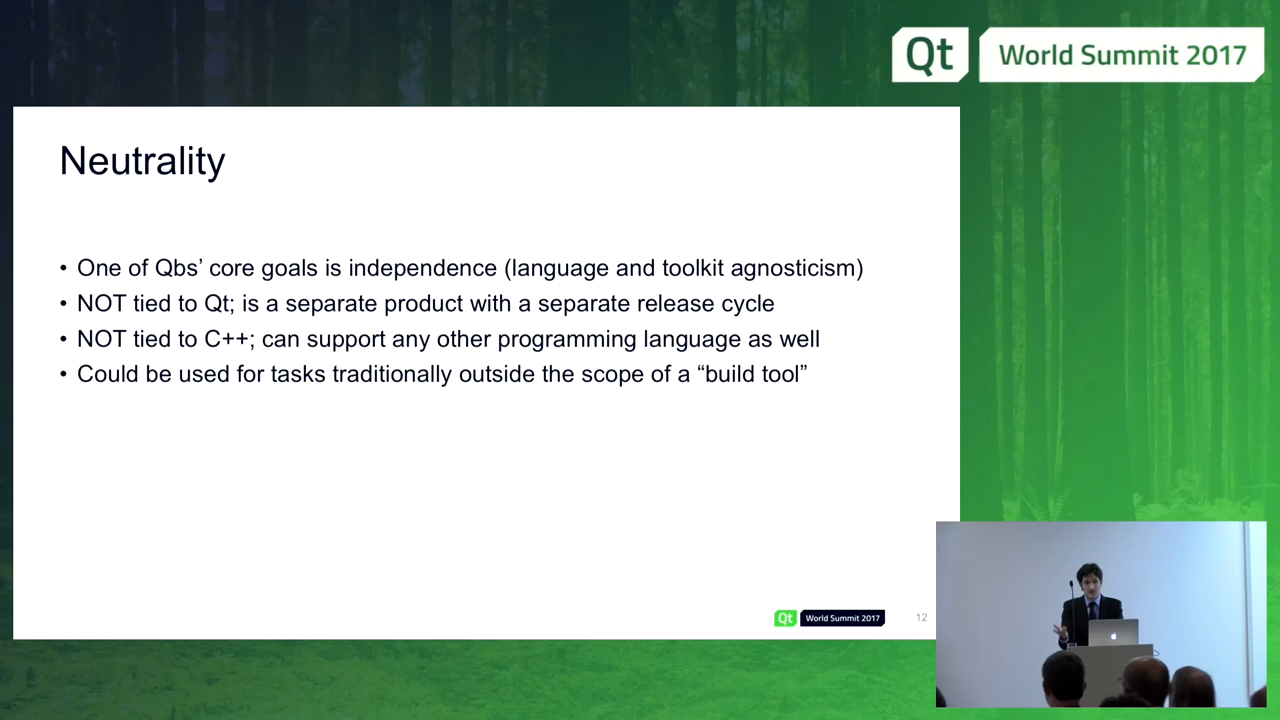 Qt World Summit 2017
Neutrality
• One of Qbs’ core goals is independence (language and toolkit agnosticism)
• NOT tied to Qt; is a separate product with a separate release cycle
• NOT tied to C++; can support any other programming language as well
• Could be used for tasks traditionally outside the scope of a “build tool”
Qt World Summit 2017
12